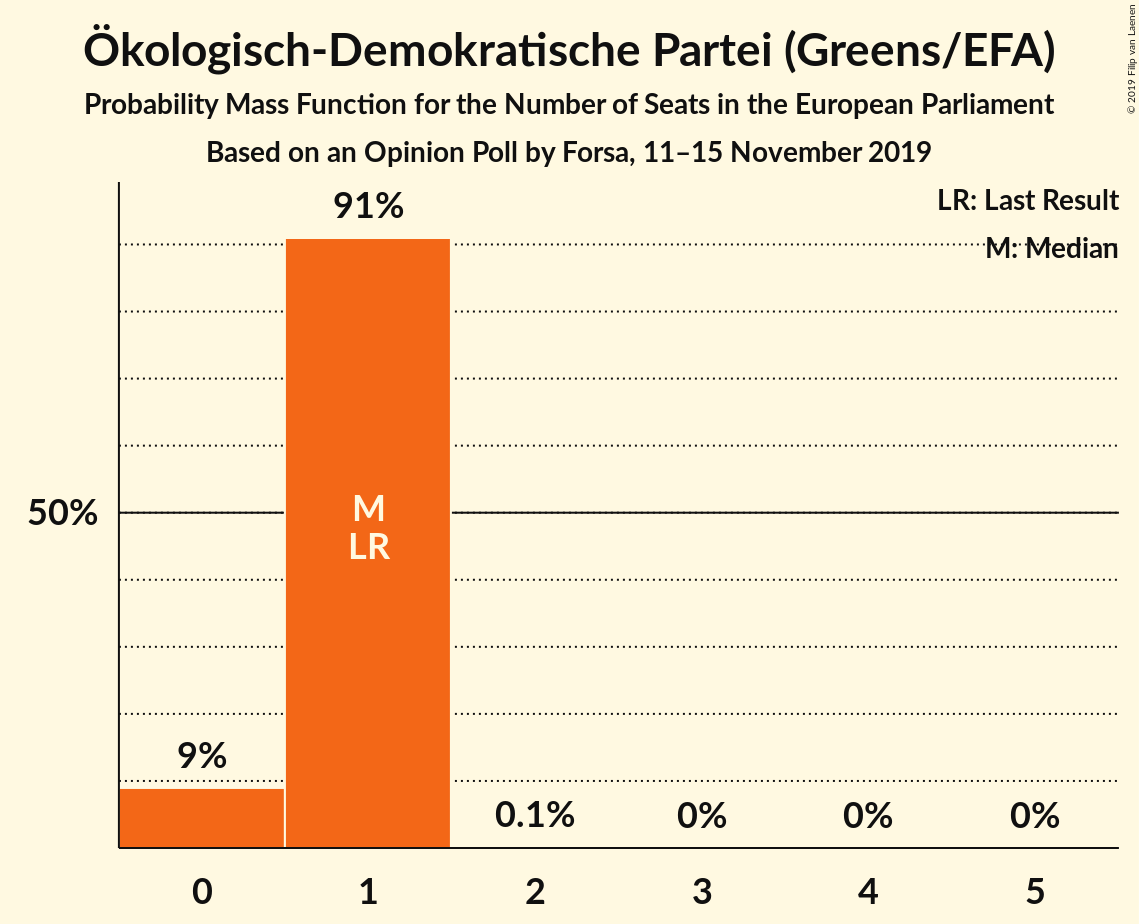 Ökologisch-Demokratische Partei (Greens/EFA)
Probability Mass Function for the Number of Seats in the European Parliament
Based on an Opinion Poll by Forsa, 11–15 November 2019
© 2019 Filip van Laenen
LR: Last Result
M: Median
91%
50%
M
LR
9%
0.1%
0%
0%
0%
0
1
2
3
4
5